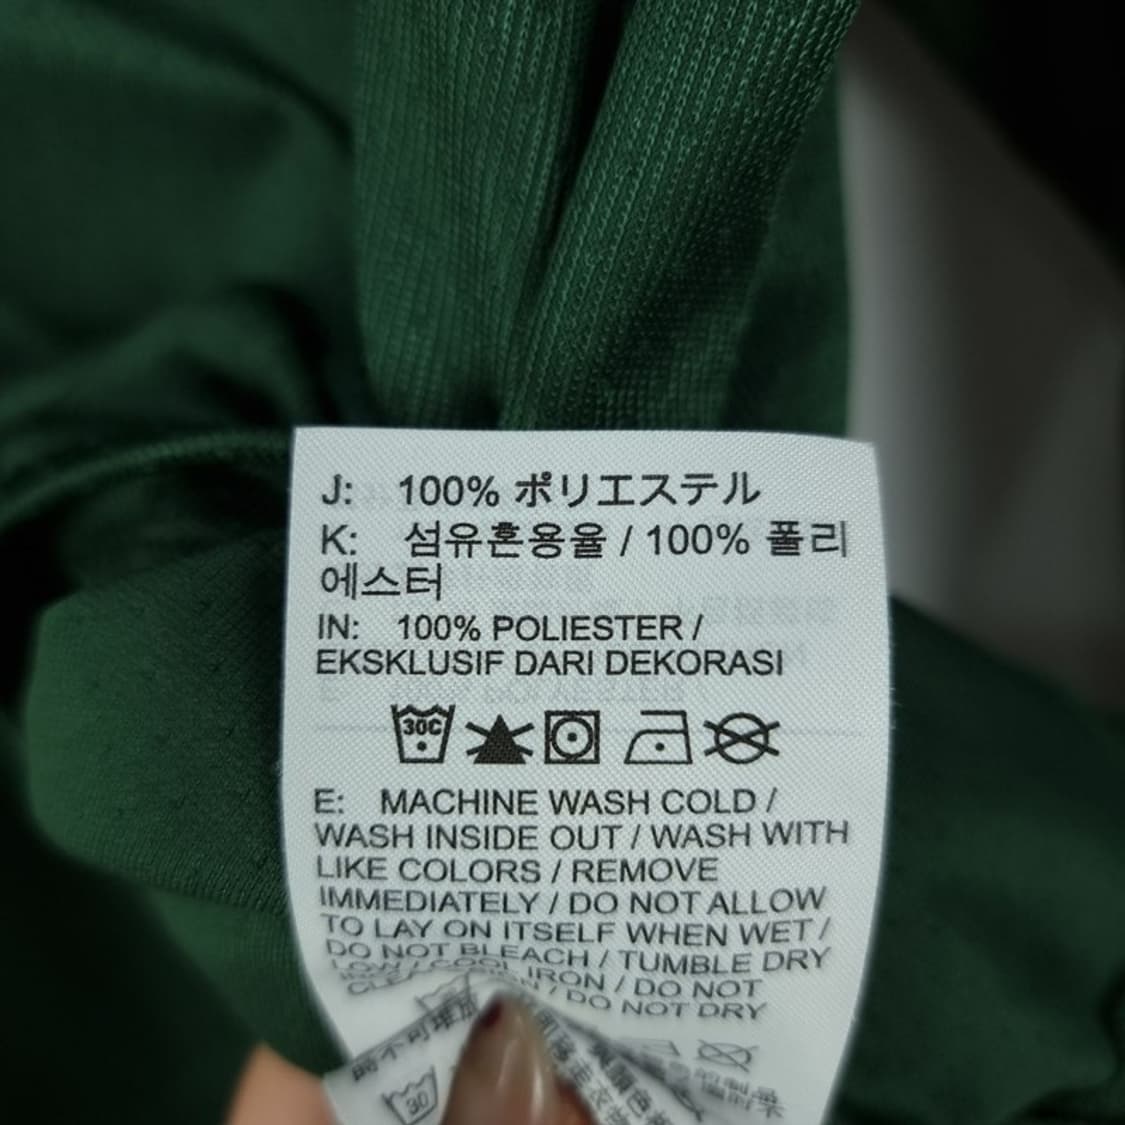 J: 100% ポリエステル
K: 섬유혼용율 / 100% 폴리
에스터
IN: 100% POLIESTER /
EKSKLUSIF DARI DEKORASI
30C
E: MACHINE WASH COLD /
WASH INSIDE OUT / WASH WITH
LIKE COLORS / REMOVE
IMMEDIATELY / DO NOT ALLOW
TO LAY ON ITSELF WHEN WET /
DO NOT BLEACH / TUMBLE DRY
LOW / COOL IRON / DO NOT
/ DO NOT DRY
30